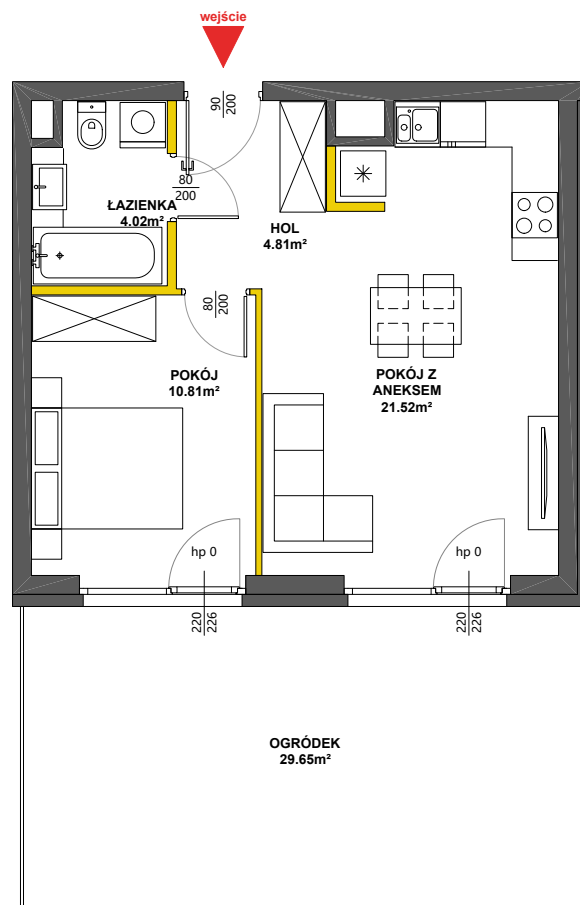 wejście
90
200
80
200
ŁAZIENKA
4.02m²
HOL
4.81m²
80
200
POKÓJ
10.81m²
POKÓJ Z
ANEKSEM
21.52m²
hp 0
hp 0
220
226
220
226
OGRÓDEK
29.65m²